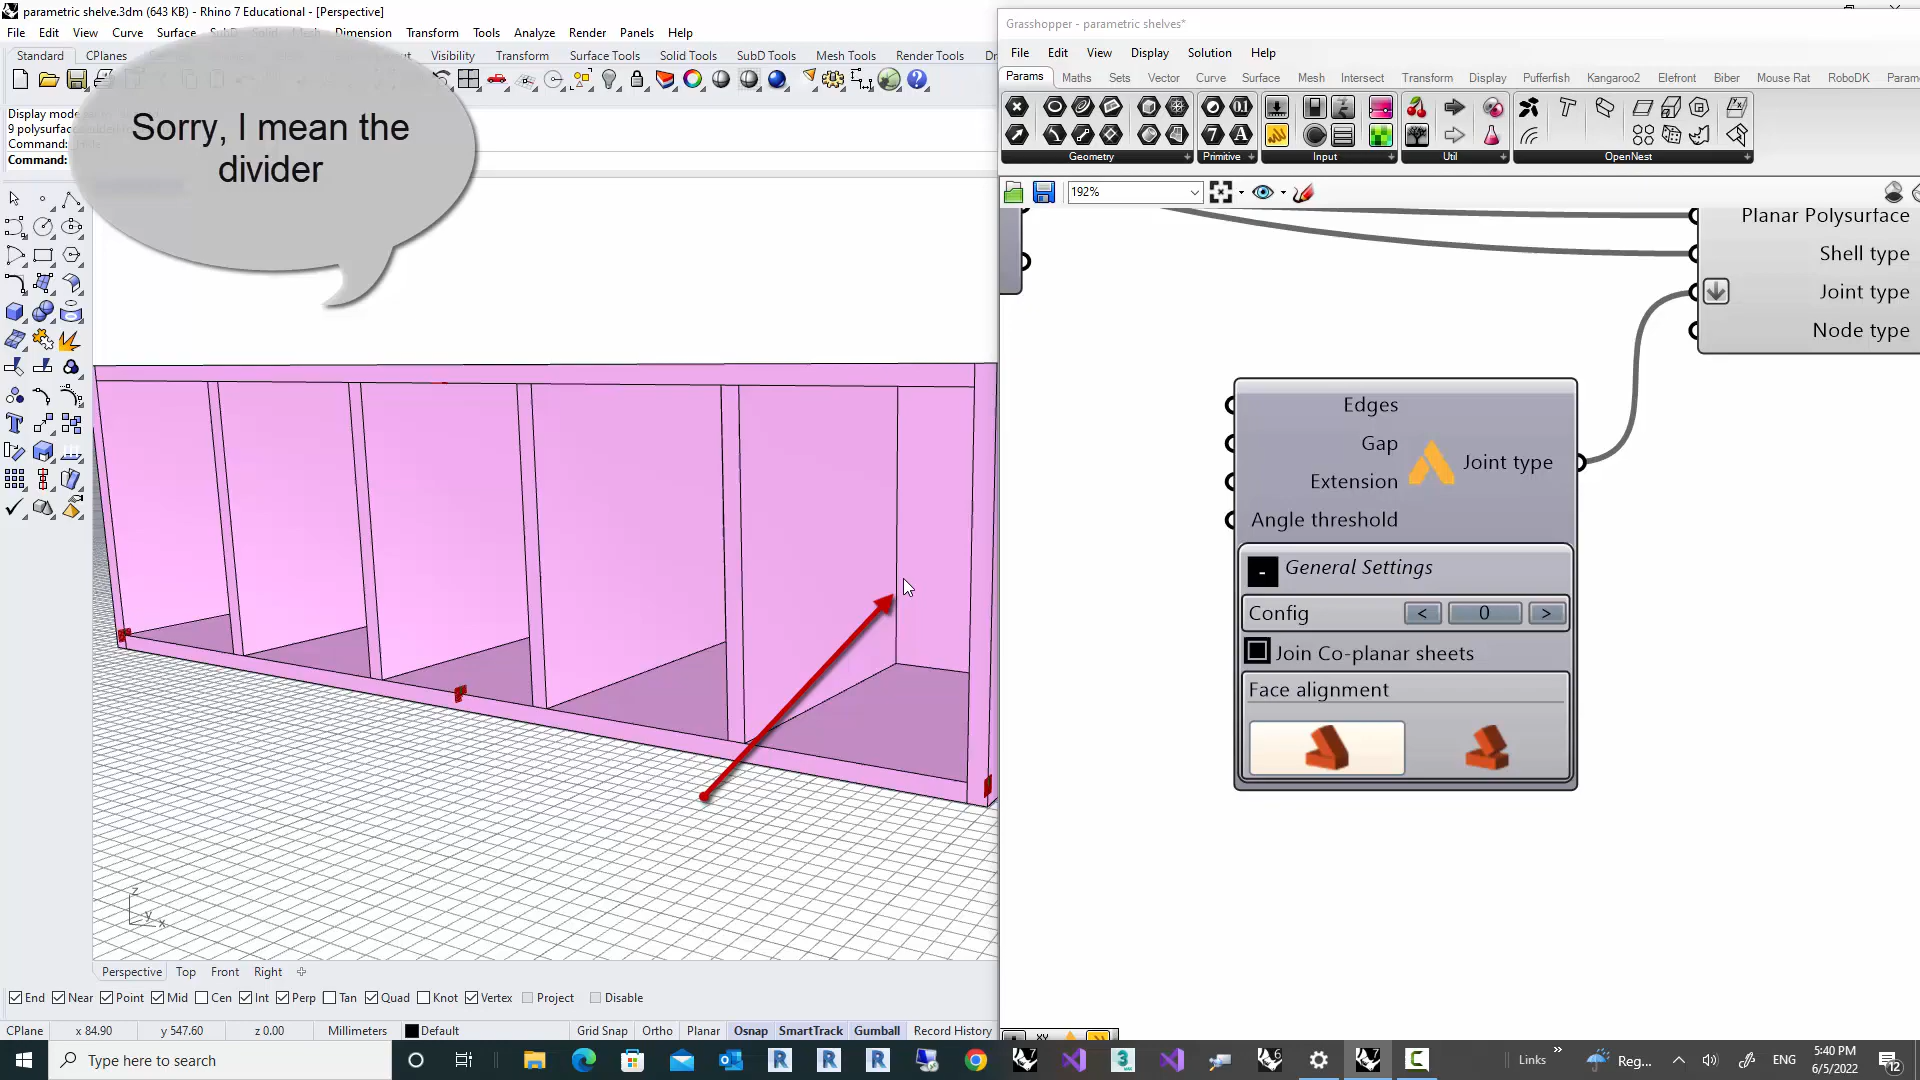 parametric shelve.3dm (643 KB) - Rhino 7 Educational - [Perspective]
File Edit View Curve Surface SubD Solid Mesh Dimension Transform Tools Analyze Render Panels Help
Standard CPlanes Visibility Transform Surface Tools Solid Tools SubD Tools Mesh Tools Render Tools
Display mode
9 polysurfaces
Command:
Command:
Sorry, I mean the
divider
z
y
x
Perspective Top Front Right
End Near Point Mid Cen Int Perp Tan Quad Knot Vertex Project Disable
CPlane x 84.90 y 547.60 z 0.00 Millimeters Default Grid Snap Ortho Planar Osnap SmartTrack Gumball Record History
Grasshopper - parametric shelves*
File Edit View Display Solution Help
Params Maths Sets Vector Curve Surface Mesh Intersect Transform Display Pufferfish Kangaroo2 Elefront Biber Mouse Rat RoboDK Param
Geometry Primitive Input Util OpenNest
192%
Planar Polysurface
Shell type
Joint type
Node type
Edges
Gap
Extension
Angle threshold
Joint type
- General Settings
Config < 0 >
Join Co-planar sheets
Face alignment
Type here to search
Links
Reg...
ENG
5:40 PM
6/5/2022
12